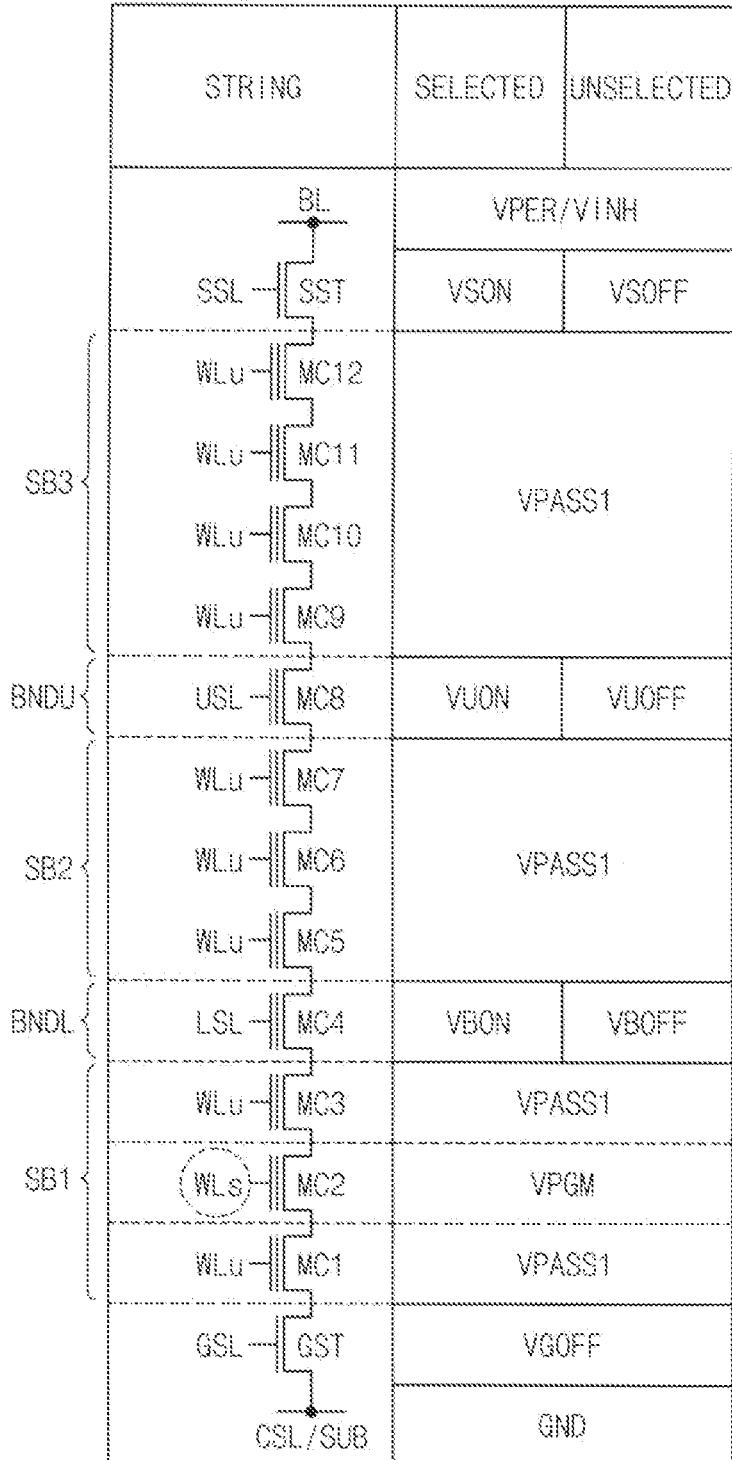 STRING SELECTED UNSELECTED
BL VPER/VINH
SSL SST VSON VSOFF
WLu MC12
WLu MC11
SB3 VPASS1
WLu MC10
WLu MC9
BNDU USL MC8 VUON VUOFF
WLu MC7
SB2 WLu MC6 VPASS1
WLu MC5
BNDL LSL MC4 VBON VBOFF
WLu MC3 VPASS1
SB1 WLs MC2 VPGM
WLu MC1 VPASS1
GSL GST VGOFF
CSL/SUB GND